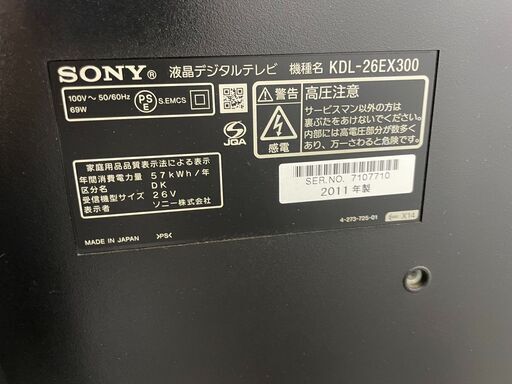 SONY® 液晶デジタルテレビ 機種名 KDL-26EX300
100V～50/60Hz
69W
PS
E
S.EMCS
JQA
警告 高圧注意
サービスマン以外の方は
裏ぶたをあけないでください。
内部には高電圧部分が数多く
あり、万一さわると危険です。
感電
家庭用品品質表示法による表示
年間消費電力量 57kWh/年
区分名 DK
受信機型サイズ 26V
表示者 ソニー株式会社
SER.NO. 7107710
2011年製
4-273-725-01
X14
MADE IN JAPAN >PS<